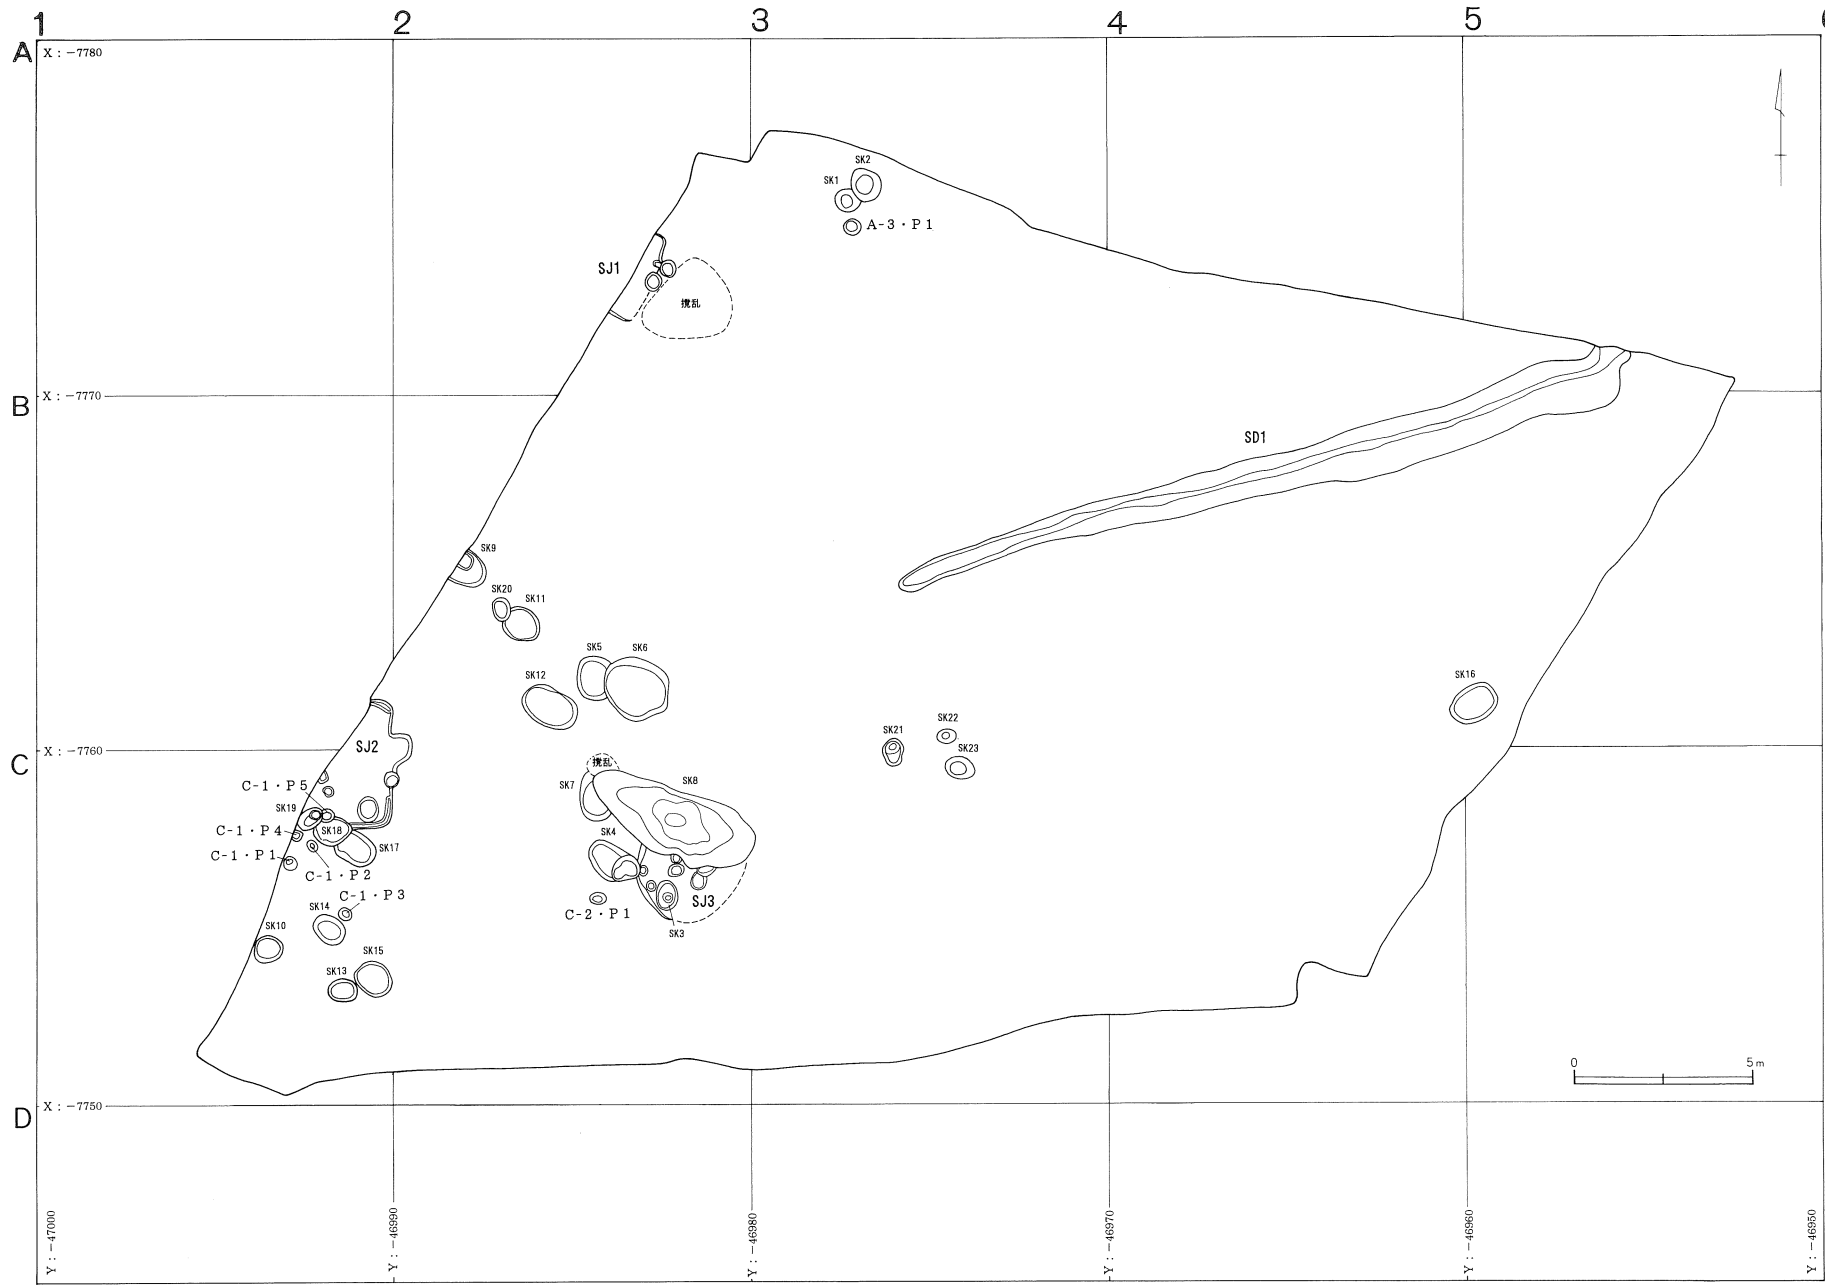 1 2 3 4 5
A X：−7780
SK2
SK1
A-3・P1
SJ1
攪乱
B X：−7770
SD1
SK9
SK20 SK11
SK5 SK6
SK12
SK16
SK22
SK21
SK23
SJ2
C X：−7760
攪乱
SK7 SK8
C-1・P5
SK19
C-1・P4 SK18
SK4
C-1・P1 SK17
C-1・P2
C-1・P3
SK14
C-2・P1 SJ3
SK10 SK3
SK15
SK13
0 5m
D X：−7750
Y：−47000 Y：−46990 Y：−46980 Y：−46970 Y：−46960 Y：−46950